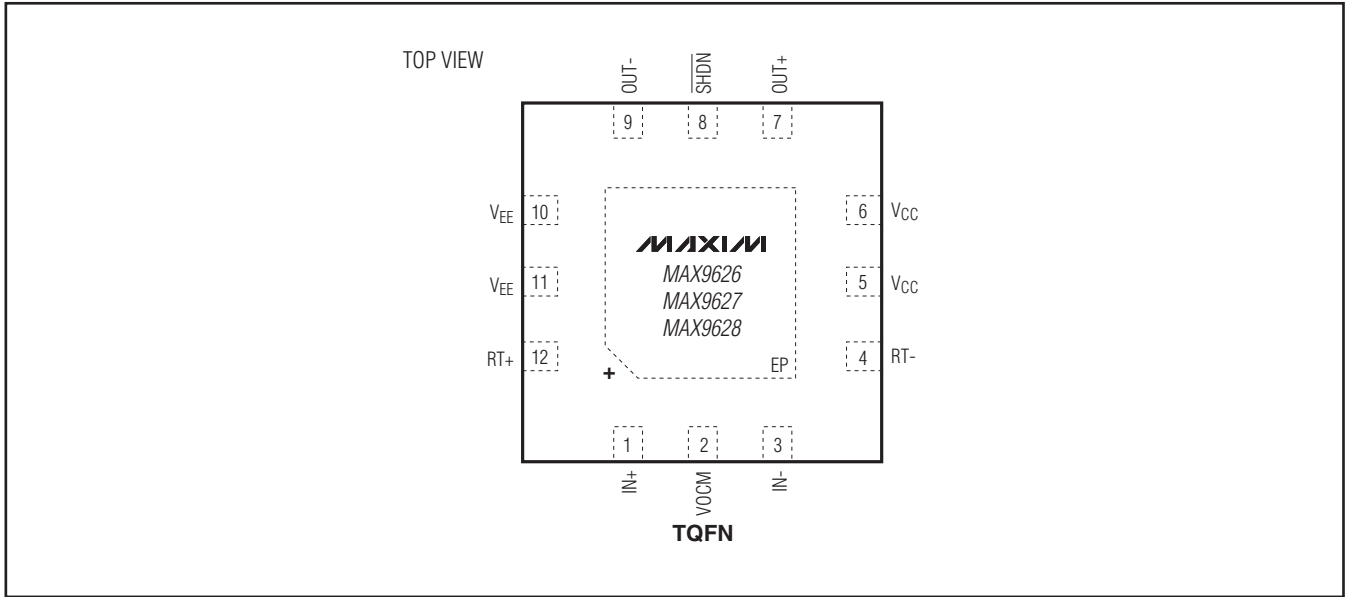 TOP VIEW
OUT-
SHDN
OUT+
9
8
7
VEE 10
6 VCC
MAXIM
MAX9626
MAX9627
MAX9628
VEE 11
5 VCC
RT+ 12
4 RT-
+
EP
1
2
3
IN+
VOCM
IN-
TQFN